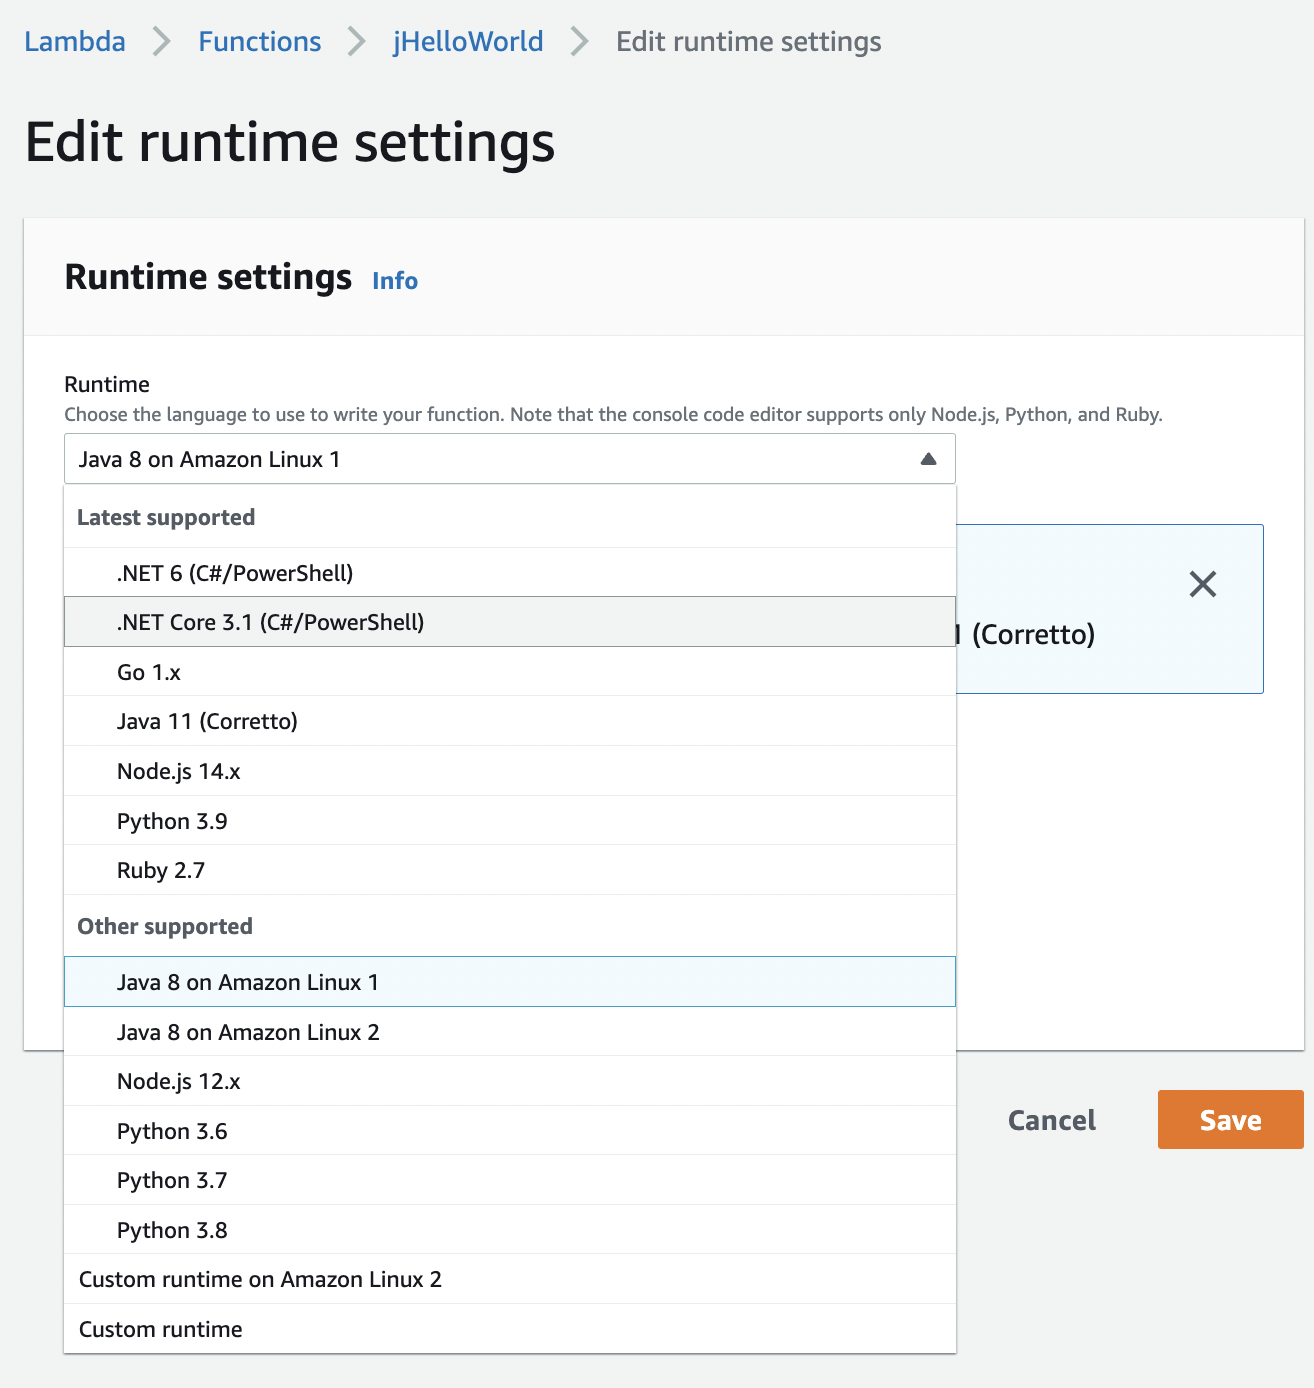 Lambda Functions jHelloWorld Edit runtime settings
Edit runtime settings
Runtime settings Info
Runtime
Choose the language to use to write your function. Note that the console code editor supports only Node.js, Python, and Ruby.
Java 8 on Amazon Linux 1
Latest supported
.NET 6 (C#/PowerShell)
.NET Core 3.1 (C#/PowerShell)
(Corretto)
Go 1.x
Java 11 (Corretto)
Node.js 14.x
Python 3.9
Ruby 2.7
Other supported
Java 8 on Amazon Linux 1
Java 8 on Amazon Linux 2
Node.js 12.x
Python 3.6
Python 3.7
Python 3.8
Custom runtime on Amazon Linux 2
Custom runtime
Cancel Save